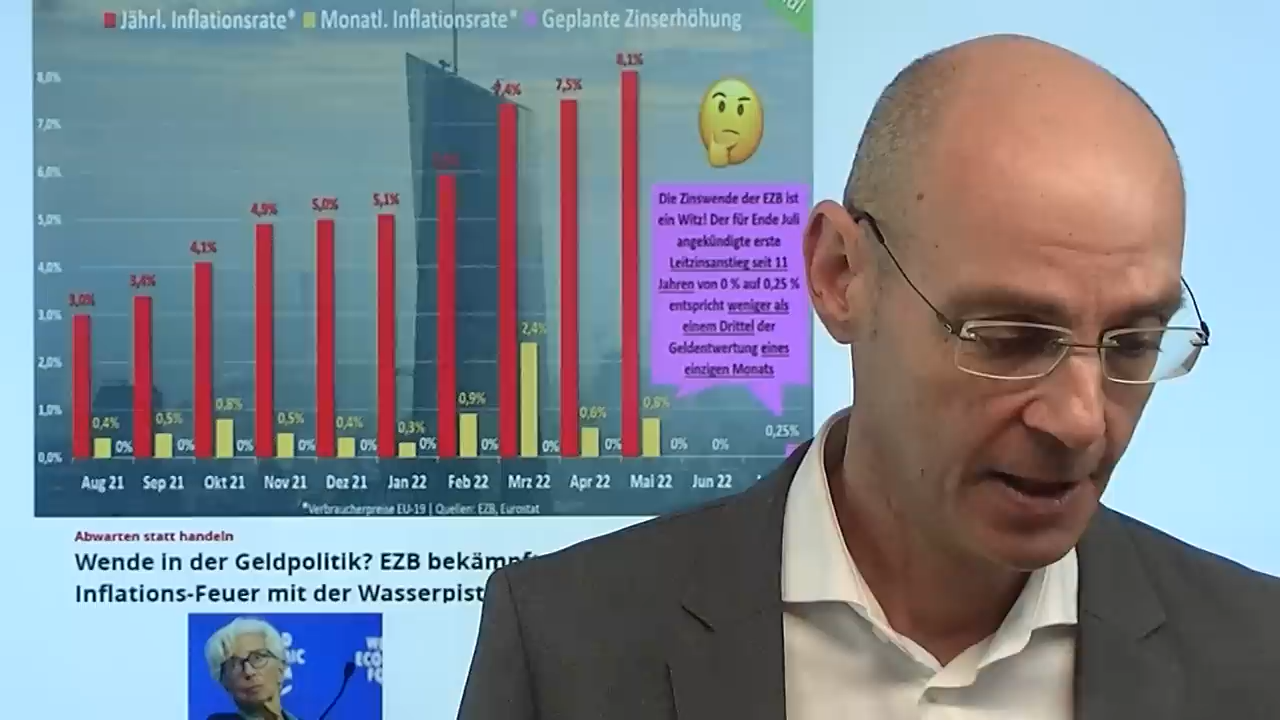 Jährl. Inflationsrate* Monatl. Inflationsrate* Geplante Zinserhöhung
8,0%
7,0%
6,0%
5,0%
4,0%
3,0%
2,0%
1,0%
0,0%
3,0%
3,4%
4,1%
4,9%
5,0%
5,1%
7,4%
7,5%
8,1%
0,4% 0%
0,5% 0%
0,8% 0%
0,5% 0%
0,4% 0%
0,3% 0%
0,9% 0%
2,4% 0%
0,6% 0%
0,8% 0%
0%
0,25%
Die Zinswende der EZB ist
ein Witz! Der für Ende Juli
angekündigte erste
Leitzinsanstieg seit 11
Jahren von 0 % auf 0,25 %
entspricht weniger als
einem Drittel der
Geldentwertung eines
einzigen Monats
Aug 21 Sep 21 Okt 21 Nov 21 Dez 21 Jan 22 Feb 22 Mrz 22 Apr 22 Mai 22 Jun 22
*Verbraucherpreise EU-19 | Quellen: EZB, Eurostat
Abwarten statt handeln
Wende in der Geldpolitik? EZB
Inflations-Feuer mit der